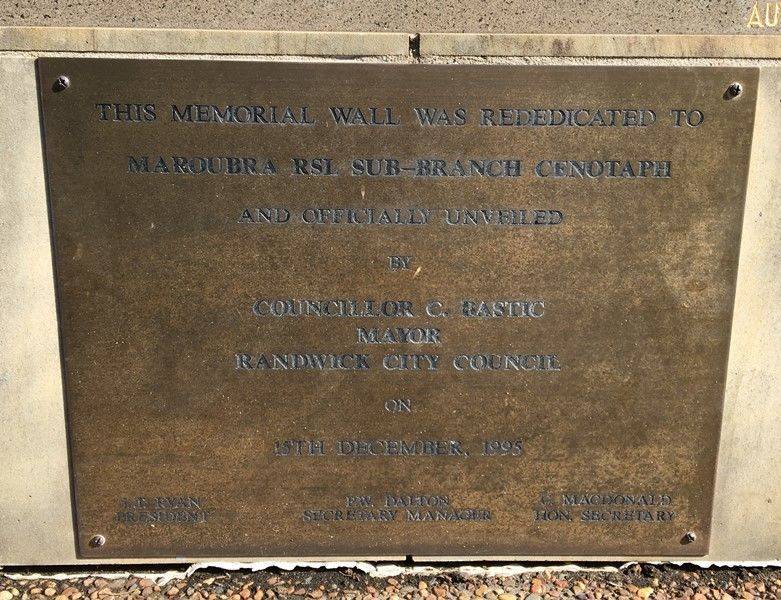 AU
THIS MEMORIAL WALL WAS REDEDICATED TO
MAROUBRA RSL SUB-BRANCH CENOTAPH
AND OFFICIALLY UNVEILED
BY
COUNCILLOR C. BASTIC
MAYOR
RANDWICK CITY COUNCIL
ON
15TH DECEMBER, 1995
RYAN P.W. DALTON MACDONALD
PRESIDENT SECRETARY MANAGER HON. SECRETARY